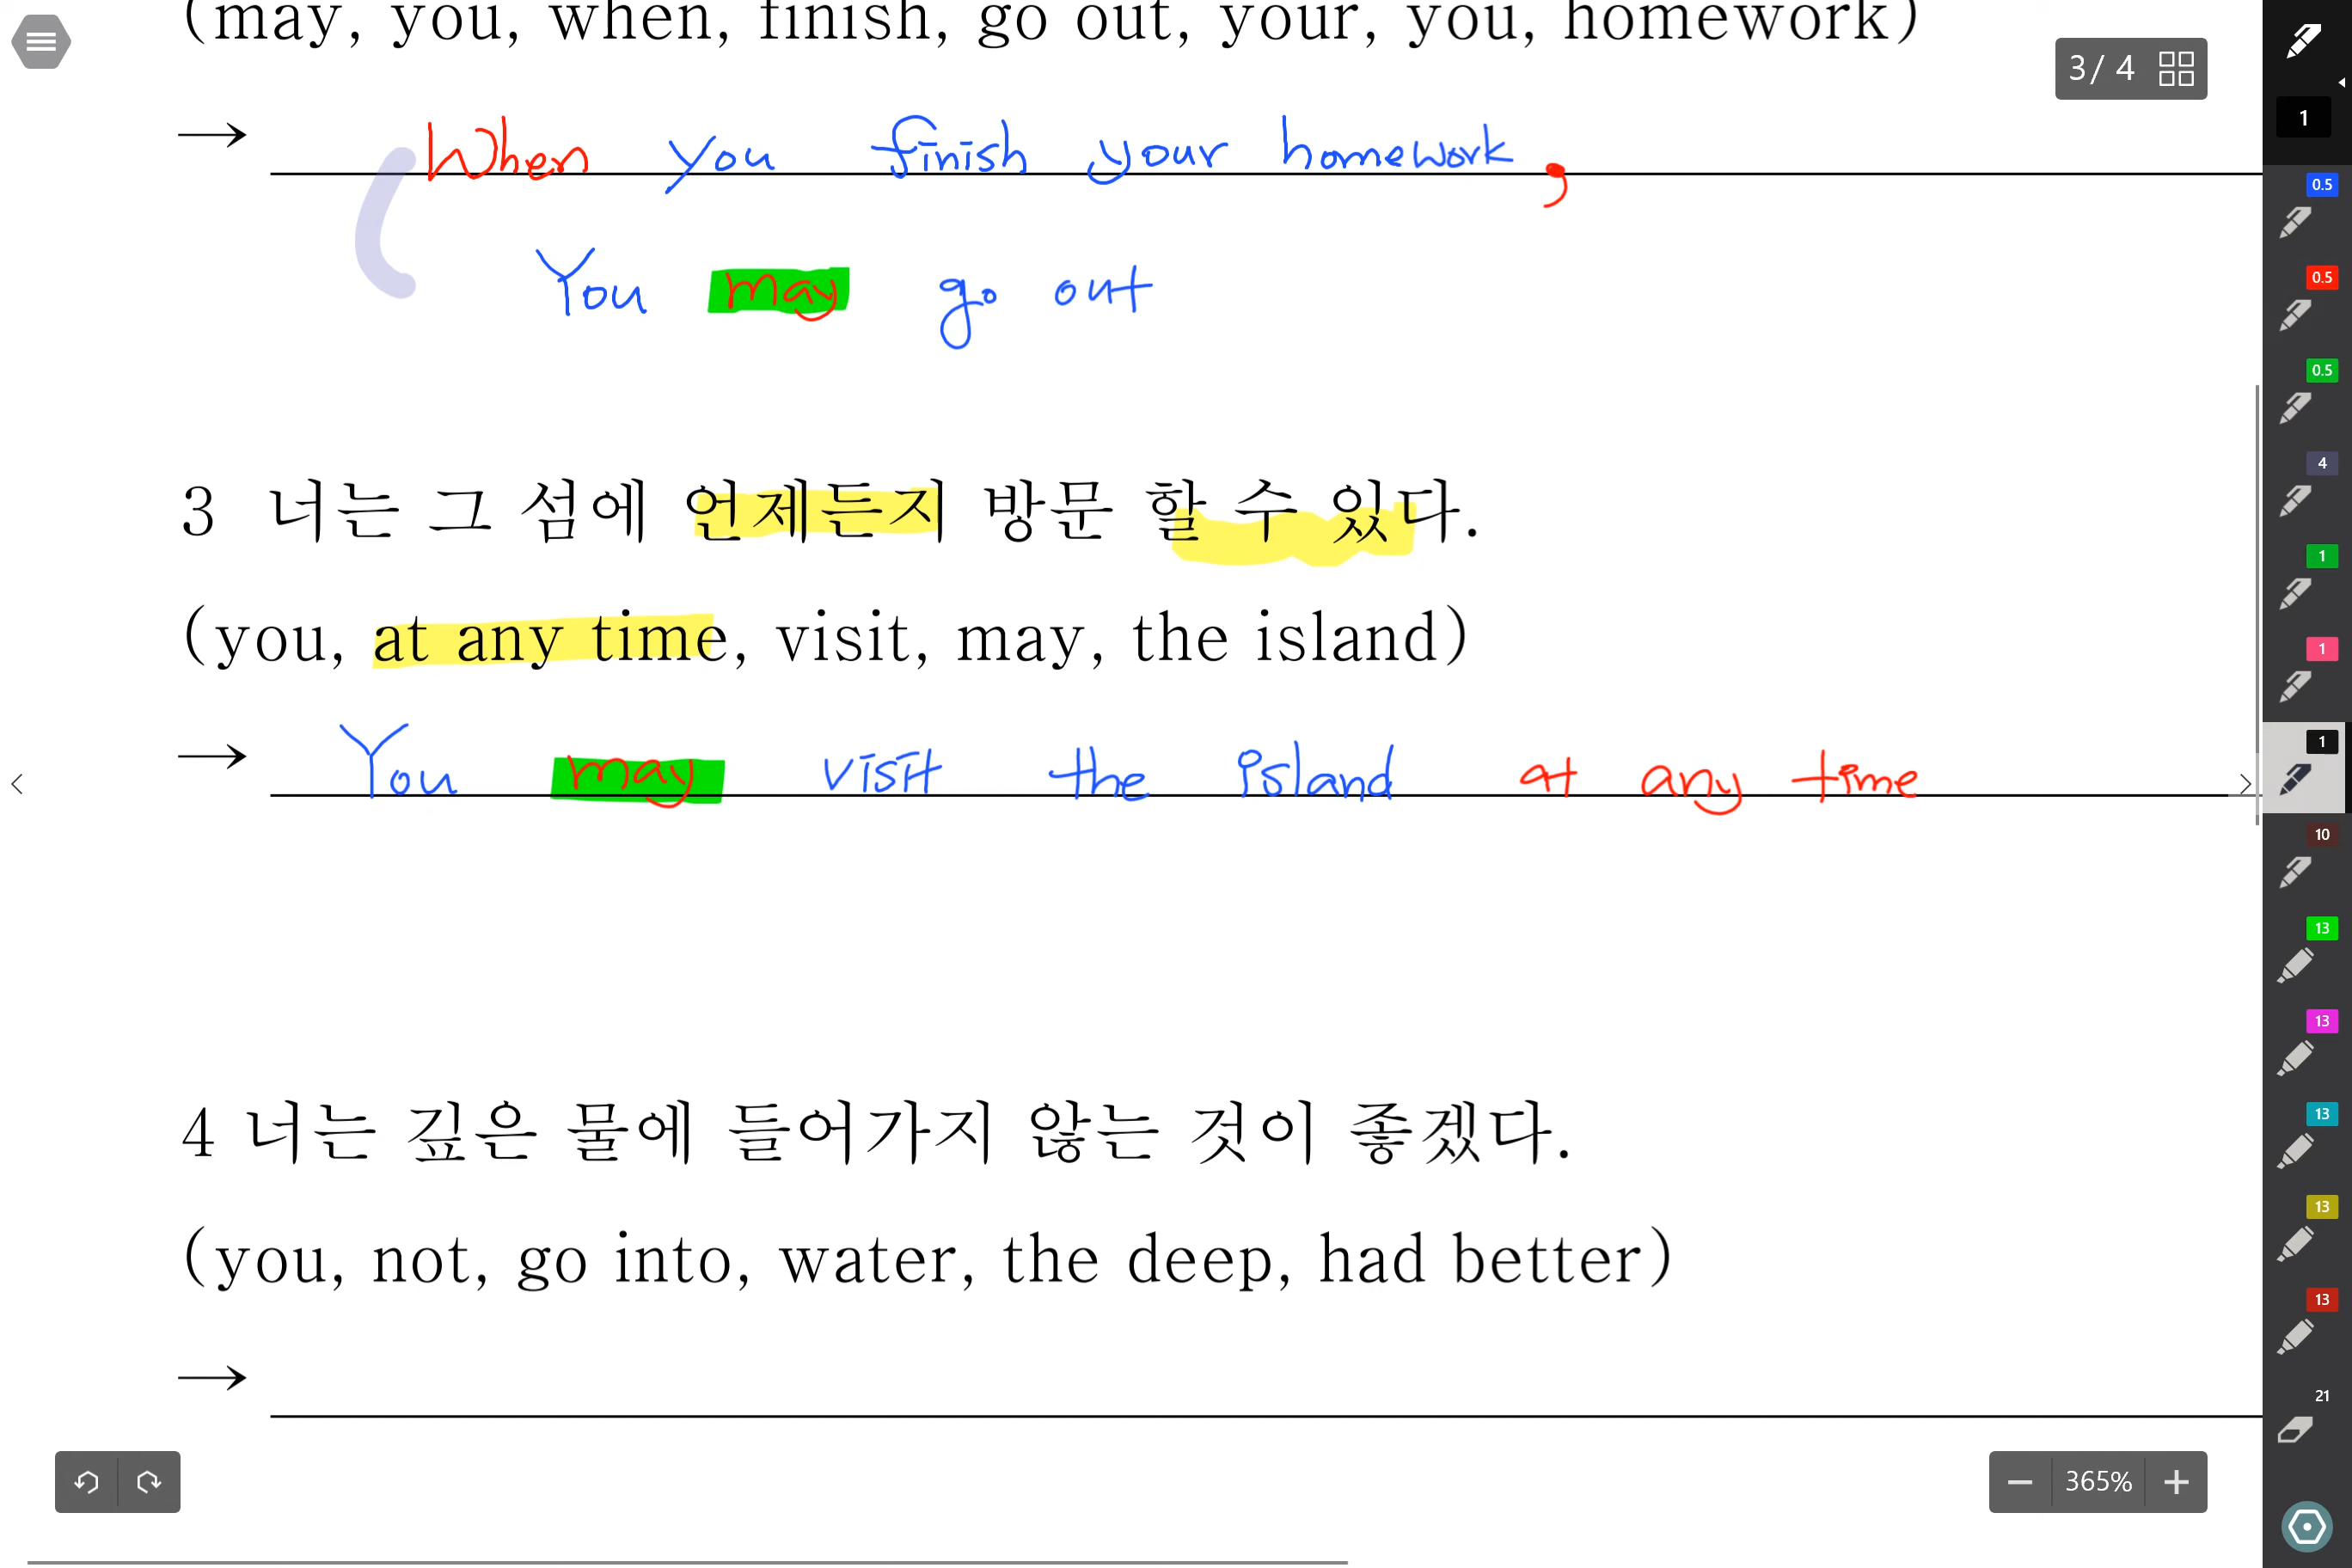 (may, you, when, finish, go out, your, you, homework)
3/ 4
1
→ When you finish your homework,
You may go out
3 너는 그 섬에 언제든지 방문 할 수 있다.
(you, at any time, visit, may, the island)
→ You may visit the island at any time
4 너는 깊은 물에 들어가지 않는 것이 좋겠다.
(you, not, go into, water, the deep, had better)
→
365%
0.5
0.5
0.5
4
1
1
1
10
13
13
13
13
13
21